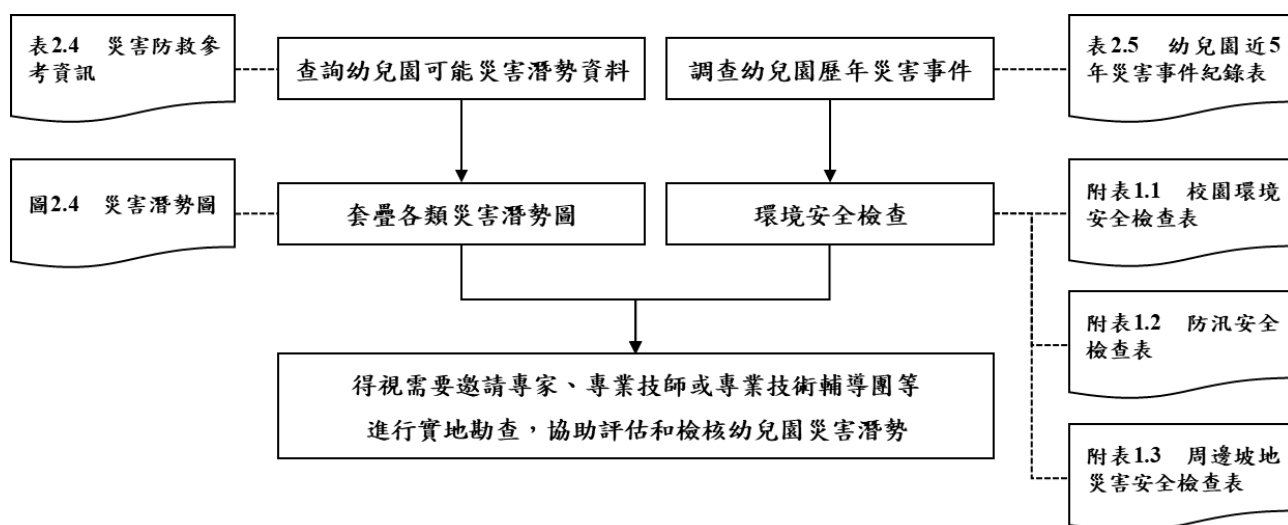 表2.4　災害防救參
考資訊
查詢幼兒園可能災害潛勢資料
調查幼兒園歷年災害事件
表2.5　幼兒園近5
年災害事件紀錄表
圖2.4　災害潛勢圖
套疊各類災害潛勢圖
環境安全檢查
附表1.1　校園環境
安全檢查表
附表1.2　防汛安全
檢查表
得視需要邀請專家、專業技師或專業技術輔導團等
進行實地勘查，協助評估和檢核幼兒園災害潛勢
附表1.3　周邊坡地
災害安全檢查表